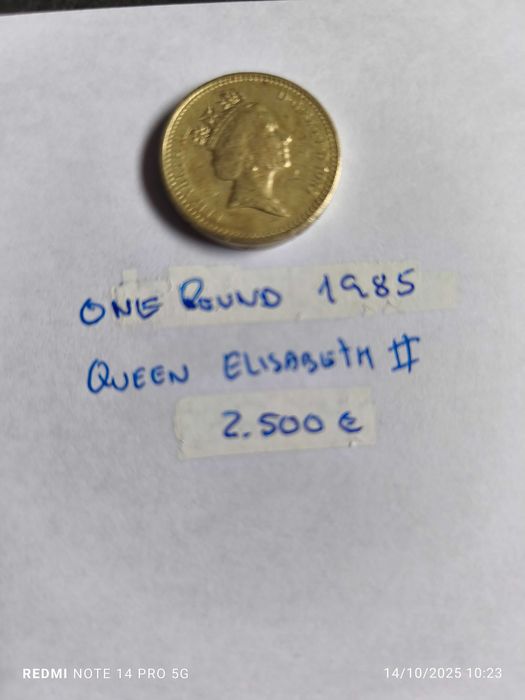 ONE POUND 1985
QUEEN ELISABETH II
2.500 €
REDMI NOTE 14 PRO 5G
14/10/2025 10:23